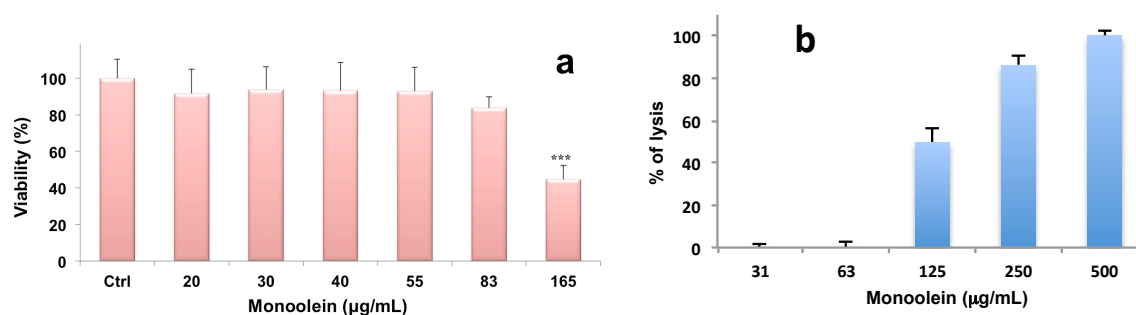 a
Viability (%)
100
80
60
40
20
0
***
Ctrl 20 30 40 55 83 165
Monoolein (µg/mL)
b
% of lysis
100
80
60
40
20
0
31 63 125 250 500
Monoolein (µg/mL)